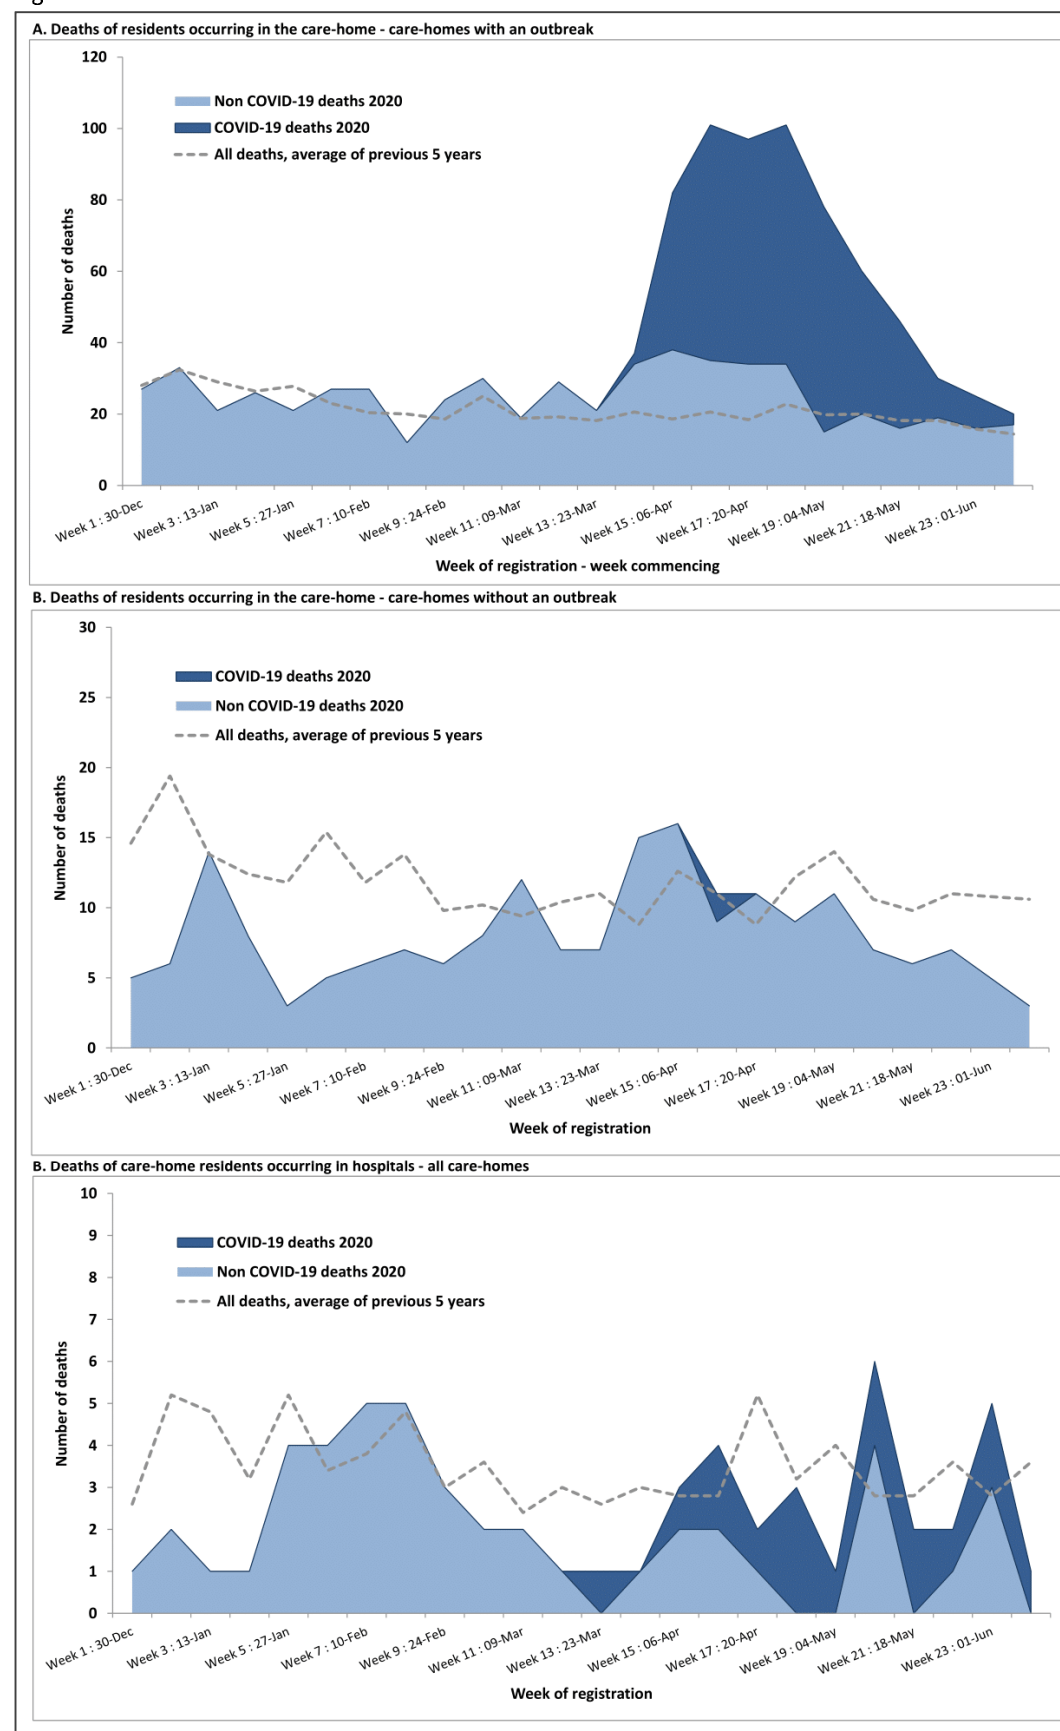 A. Deaths of residents occurring in the care-home - care-homes with an outbreak
120
100
80
60
40
20
0
Number of deaths
Non COVID-19 deaths 2020
COVID-19 deaths 2020
All deaths, average of previous 5 years
Week 1 : 30-Dec
Week 3 : 13-Jan
Week 5 : 27-Jan
Week 7 : 10-Feb
Week 9 : 24-Feb
Week 11 : 09-Mar
Week 13 : 23-Mar
Week 15 : 06-Apr
Week 17 : 20-Apr
Week 19 : 04-May
Week 21 : 18-May
Week 23 : 01-Jun
Week of registration - week commencing
B. Deaths of residents occurring in the care-home - care-homes without an outbreak
30
25
20
15
10
5
0
Number of deaths
COVID-19 deaths 2020
Non COVID-19 deaths 2020
All deaths, average of previous 5 years
Week 1 : 30-Dec
Week 3 : 13-Jan
Week 5 : 27-Jan
Week 7 : 10-Feb
Week 9 : 24-Feb
Week 11 : 09-Mar
Week 13 : 23-Mar
Week 15 : 06-Apr
Week 17 : 20-Apr
Week 19 : 04-May
Week 21 : 18-May
Week 23 : 01-Jun
Week of registration
B. Deaths of care-home residents occurring in hospitals - all care-homes
10
9
8
7
6
5
4
3
2
1
0
Number of deaths
COVID-19 deaths 2020
Non COVID-19 deaths 2020
All deaths, average of previous 5 years
Week 1 : 30-Dec
Week 3 : 13-Jan
Week 5 : 27-Jan
Week 7 : 10-Feb
Week 9 : 24-Feb
Week 11 : 09-Mar
Week 13 : 23-Mar
Week 15 : 06-Apr
Week 17 : 20-Apr
Week 19 : 04-May
Week 21 : 18-May
Week 23 : 01-Jun
Week of registration